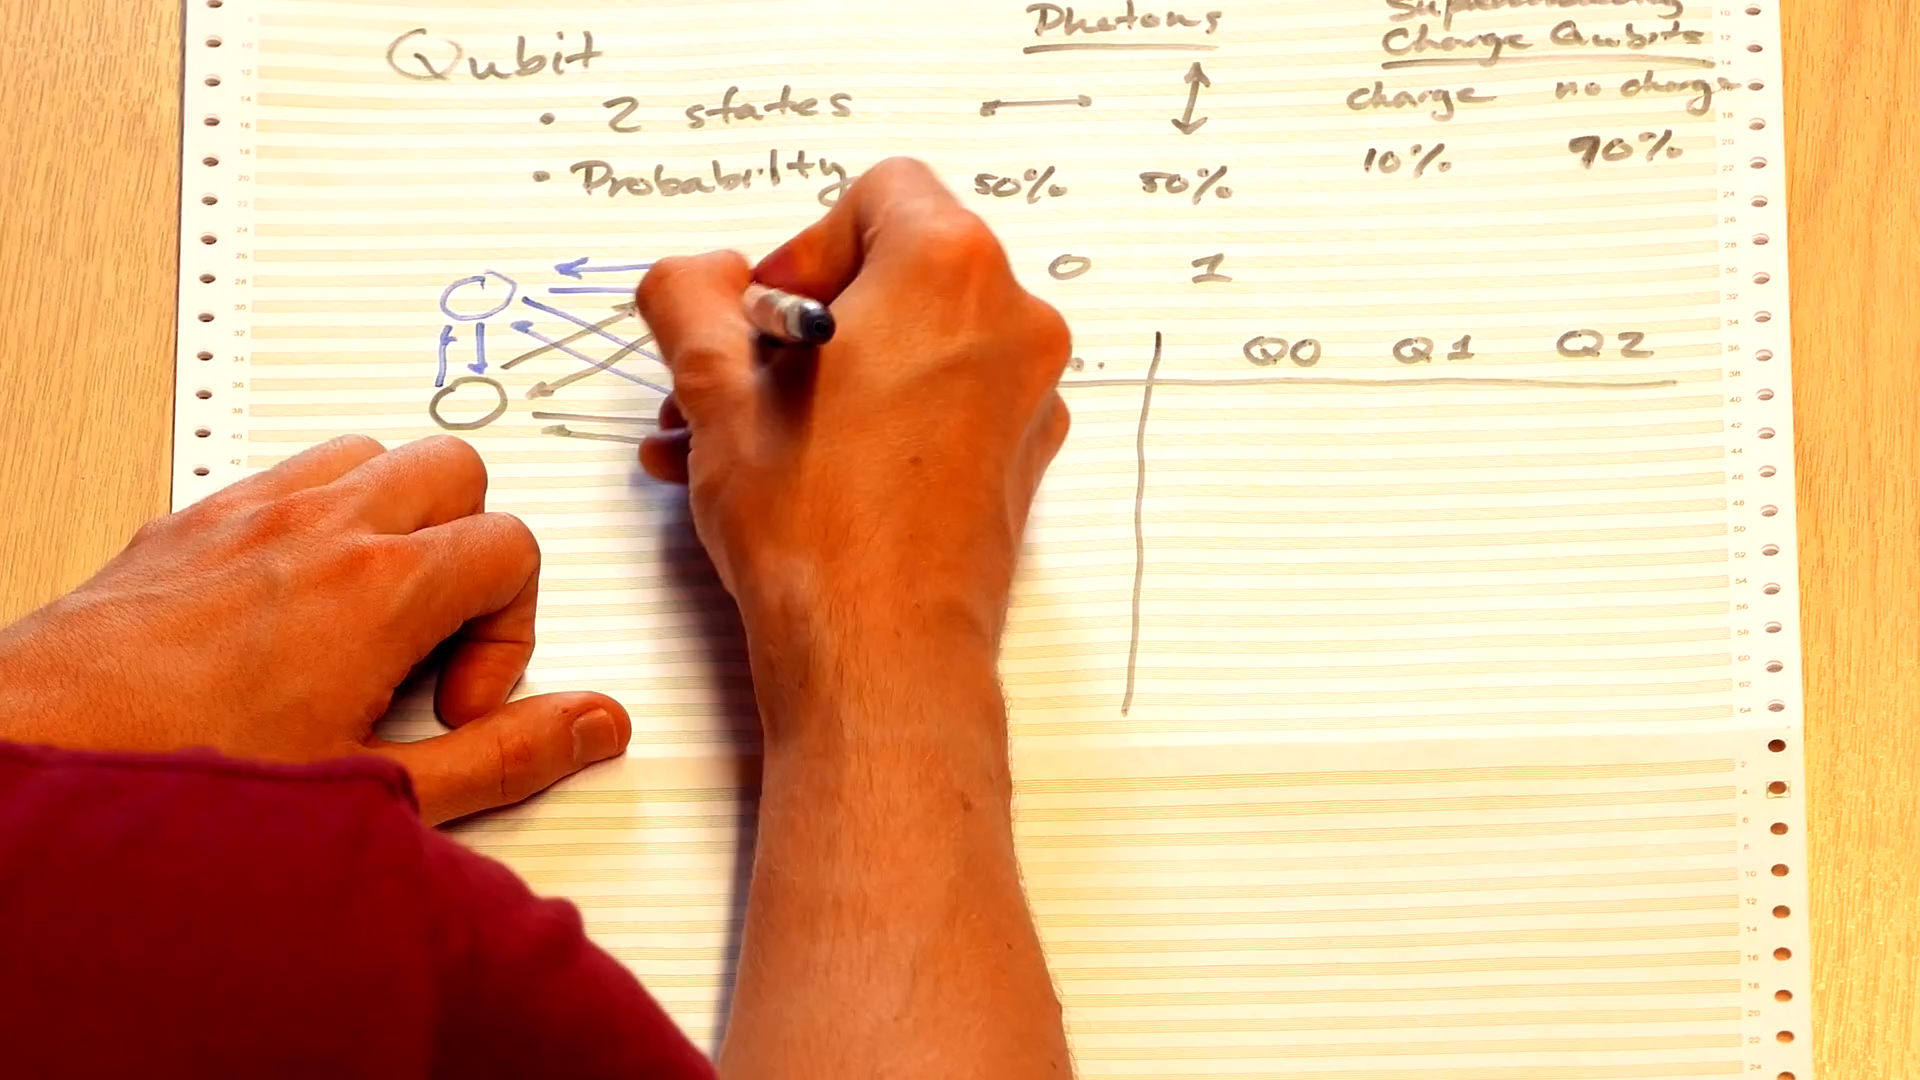 Qubit
• 2 states
• Probability
Photons
50% 50%
0 1
Charge Qubits
charge no charge
10% 90%
Q0 Q1 Q2